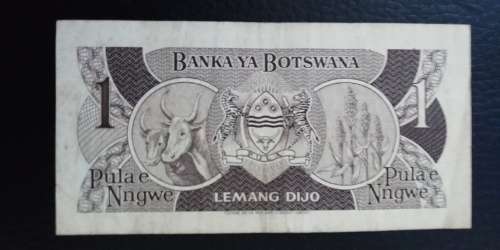 BANKA YA BOTSWANA
1
1
Pula e
Nngwe
Pula e
Nngwe
LEMANG DIJO